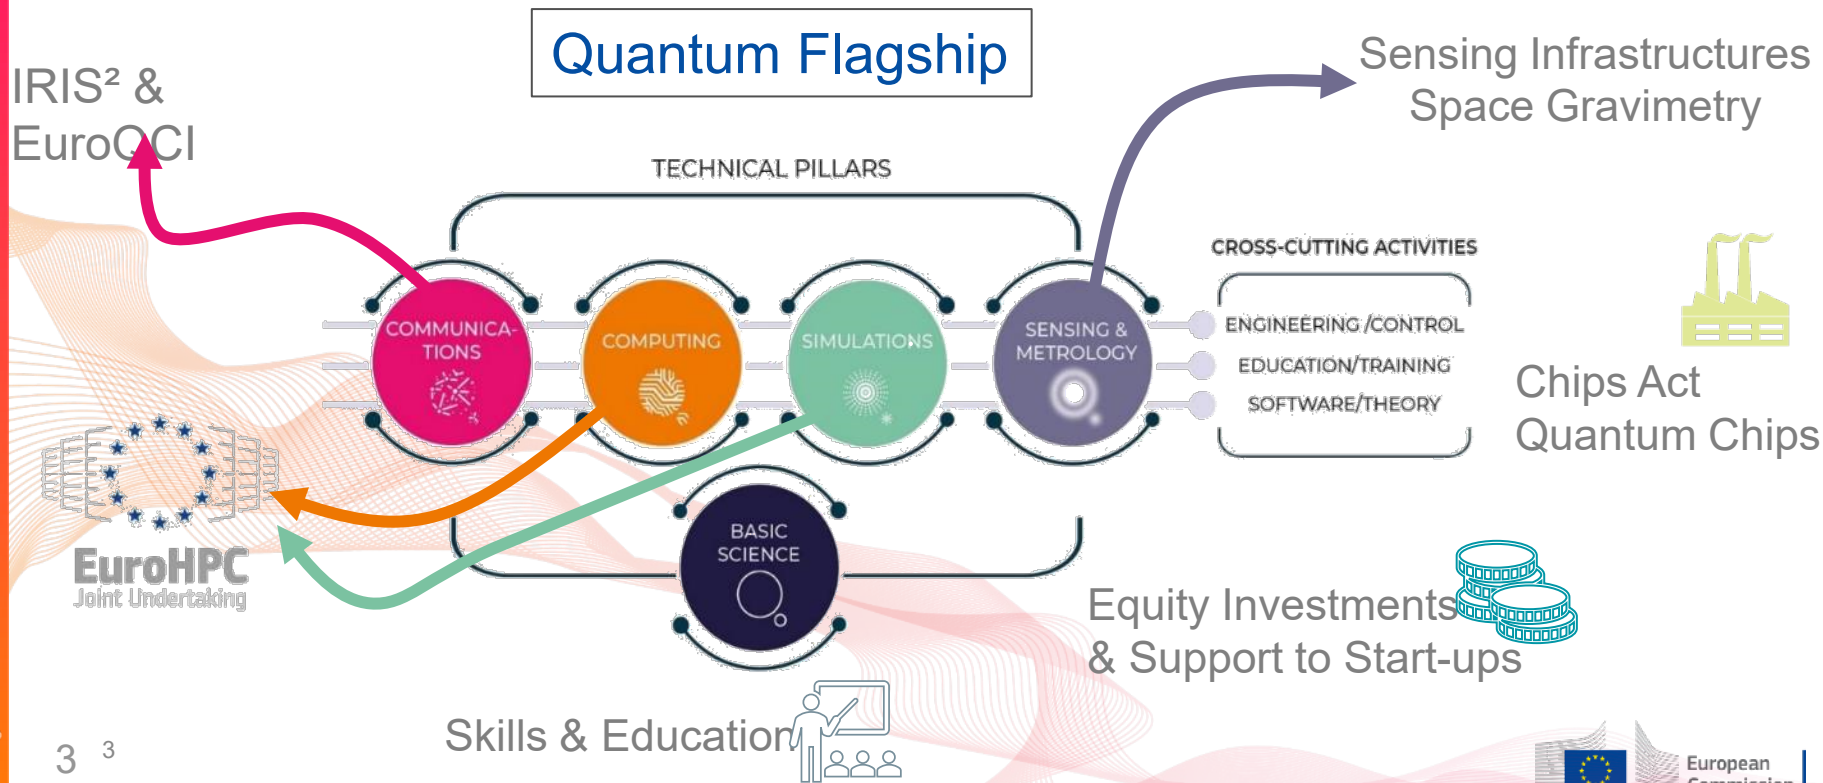 Quantum Flagship
IRIS² &
EuroQCI
Sensing Infrastructures
Space Gravimetry
TECHNICAL PILLARS
COMMUNICA-
TIONS
COMPUTING
SIMULATIONS
SENSING &
METROLOGY
CROSS-CUTTING ACTIVITIES
ENGINEERING /CONTROL
EDUCATION/TRAINING
SOFTWARE/THEORY
Chips Act
Quantum Chips
EuroHPC
Joint Undertaking
BASIC
SCIENCE
Equity Investments
& Support to Start-ups
Skills & Education
3 3
European
Commission